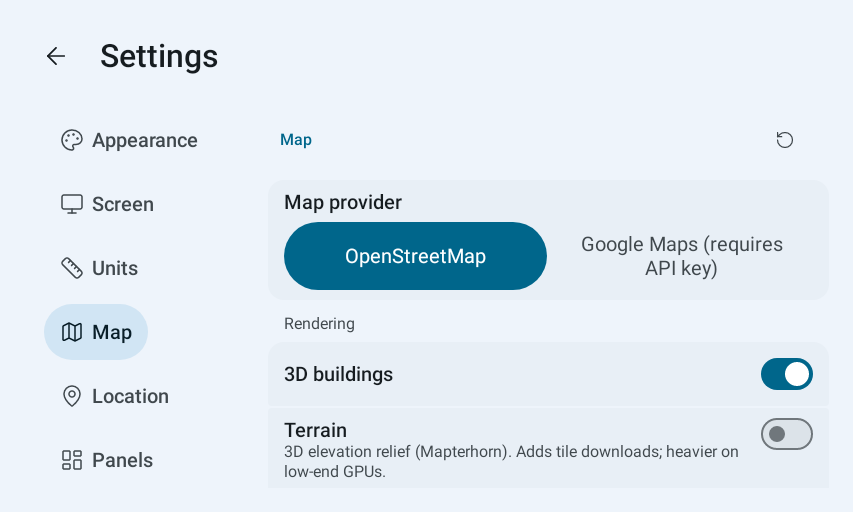 Settings
Appearance
Screen
Units
Map
Location
Panels
Map
Map provider
OpenStreetMap
Google Maps (requires
API key)
Rendering
3D buildings
Terrain
3D elevation relief (Mapterhorn). Adds tile downloads; heavier on
low-end GPUs.